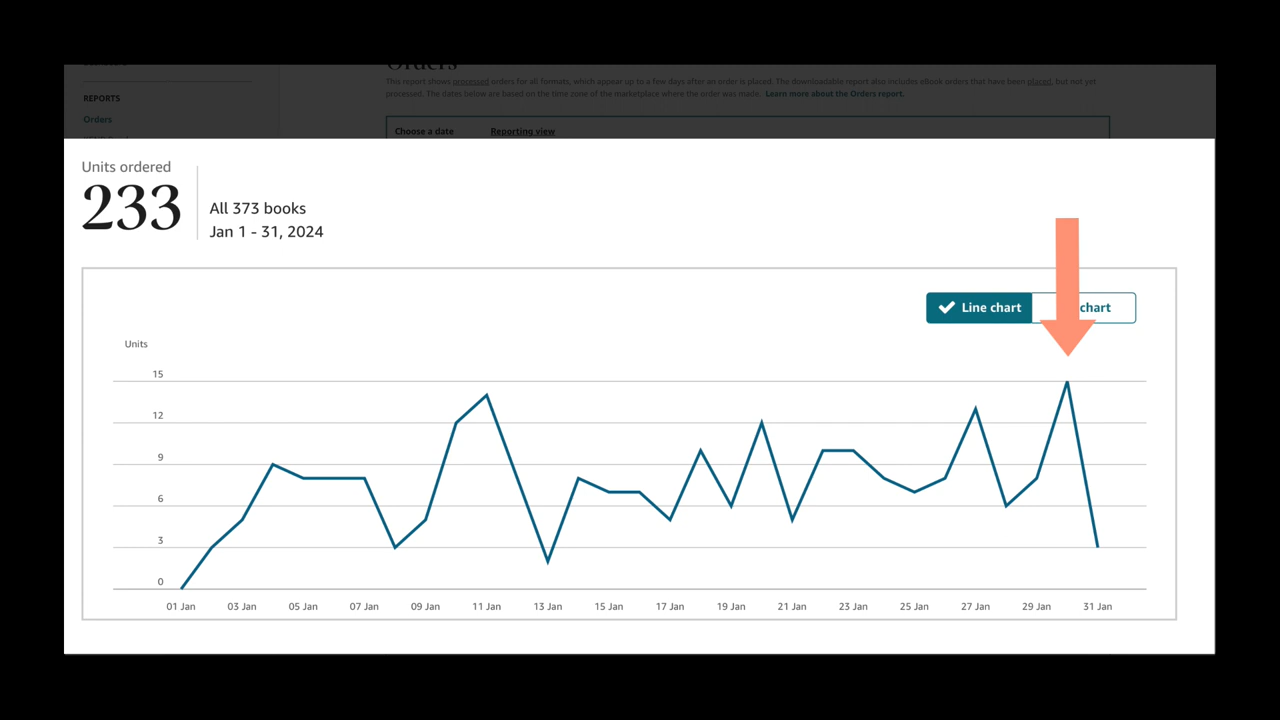 Orders
This report shows processed orders for all formats, which appear up to a few days after an order is placed. The downloadable report also includes eBook orders that have been placed, but not yet
processed. The dates below are based on the time zone of the marketplace where the order was made. Learn more about the Orders report.
REPORTS
Orders
Choose a date Reporting view
Units ordered
233
All 373 books
Jan 1 - 31, 2024
Line chart chart
Units
15
12
9
6
3
0
01 Jan 03 Jan 05 Jan 07 Jan 09 Jan 11 Jan 13 Jan 15 Jan 17 Jan 19 Jan 21 Jan 23 Jan 25 Jan 27 Jan 29 Jan 31 Jan